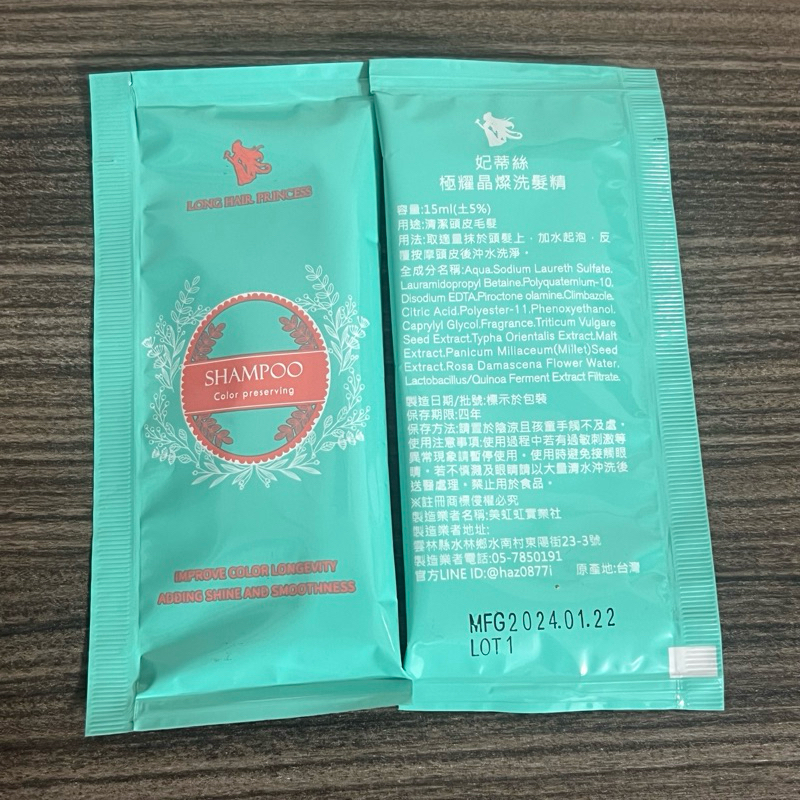 LONG HAIR PRINCESS
SHAMPOO
Color preserving
IMPROVE COLOR LONGEVITY
ADDING SHINE AND SMOOTHNESS
妃蒂絲
極耀晶燦洗髮精
容量:15ml(±5%)
用途:清潔頭皮毛髮
用法:取適量抹於頭髮上,加水起泡,反
覆按摩頭皮後沖水洗淨。
全成分名稱:Aqua.Sodium Laureth Sulfate.
Lauramidopropyl Betaine.Polyquaternium-10.
Disodium EDTA.Piroctone olamine.Climbazole.
Citric Acid.Polyester-11.Phenoxyethanol.
Caprylyl Glycol.Fragrance.Triticum Vulgare
Seed Extract.Typha Orientalis Extract.Malt
Extract.Panicum Miliaceum(Millet)Seed
Extract.Rosa Damascena Flower Water.
Lactobacillus/Quinoa Ferment Extract Filtrate.
製造日期/批號:標示於包裝
保存期限:四年
保存方法:請置於陰涼且孩童手觸不及處。
使用注意事項:使用過程中若有過敏刺激等
異常現象請暫停使用。使用時避免接觸眼
睛。若不慎濺及眼睛請以大量清水沖洗後
送醫處理。禁止用於食品。
※註冊商標侵權必究
製造業者名稱:美虹虹實業社
製造業者地址:
雲林縣水林鄉水南村東陽街23-3號
製造業者電話:05-7850191
官方LINE ID:@haz0877i 原產地:台灣
MFG2024.01.22
LOT1